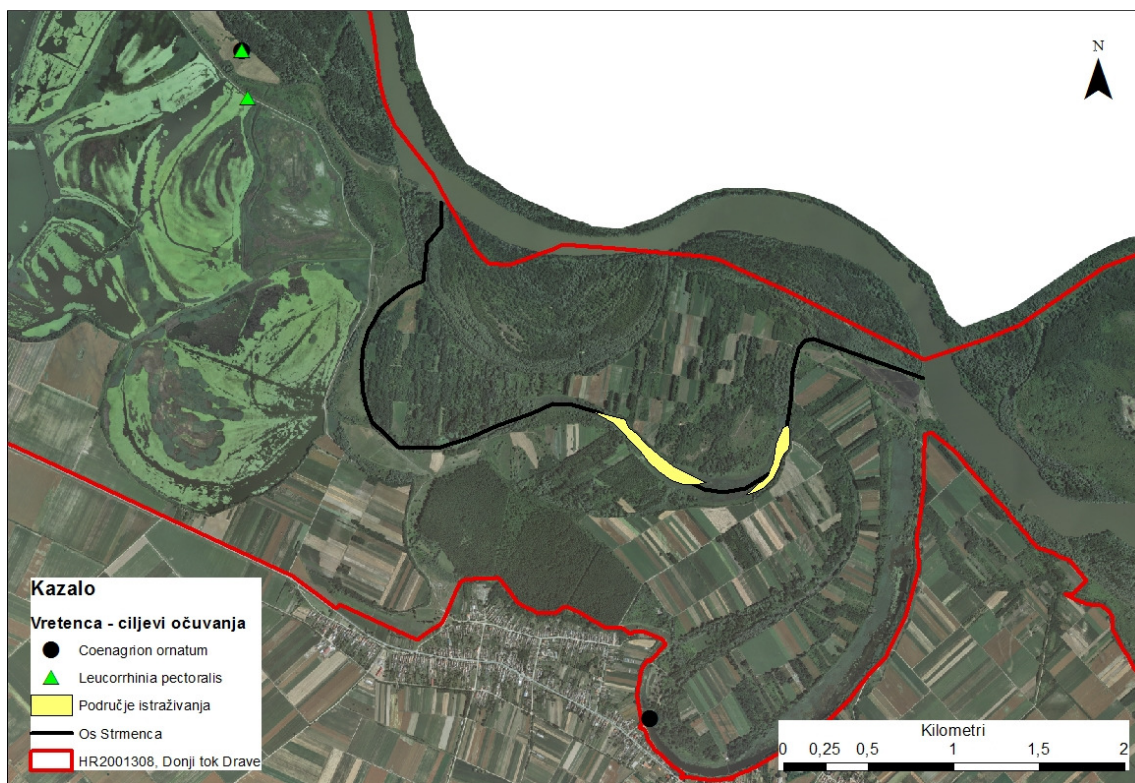 N
Kazalo
Vretenca - ciljevi očuvanja
Coenagrion ornatum
Leucorrhinia pectoralis
Područje istraživanja
Os Strmenca
HR2001308, Donji tok Drave
Kilometri
0 0,25 0,5 1 1,5 2